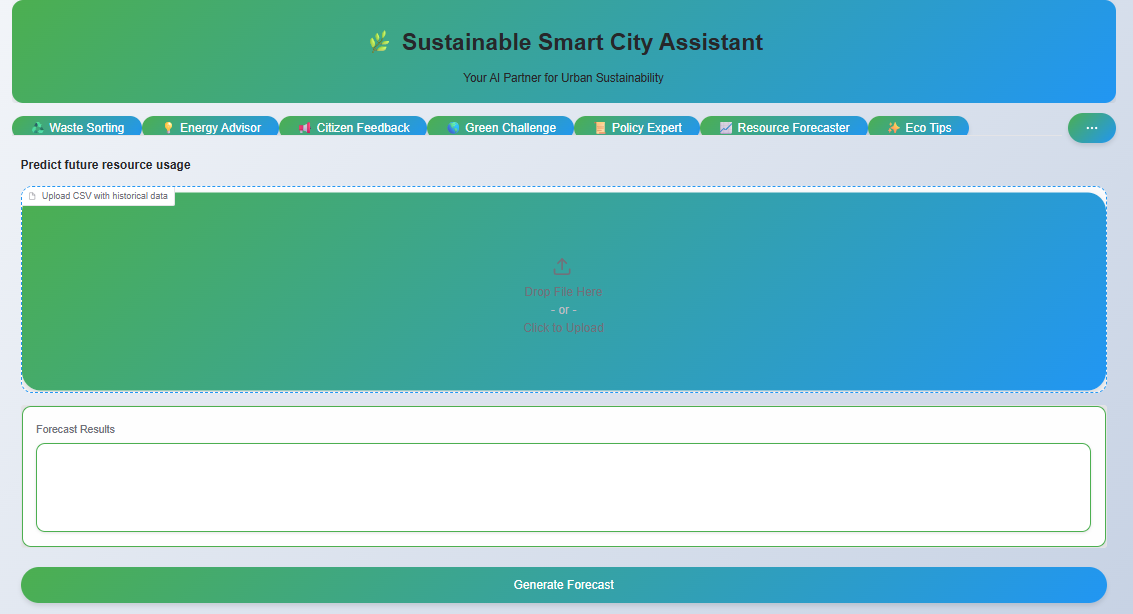 Sustainable Smart City Assistant
Your AI Partner for Urban Sustainability
Waste Sorting Energy Advisor Citizen Feedback Green Challenge Policy Expert Resource Forecaster Eco Tips ...
Predict future resource usage
Upload CSV with historical data
Drop File Here
- or -
Click to Upload
Forecast Results
Generate Forecast